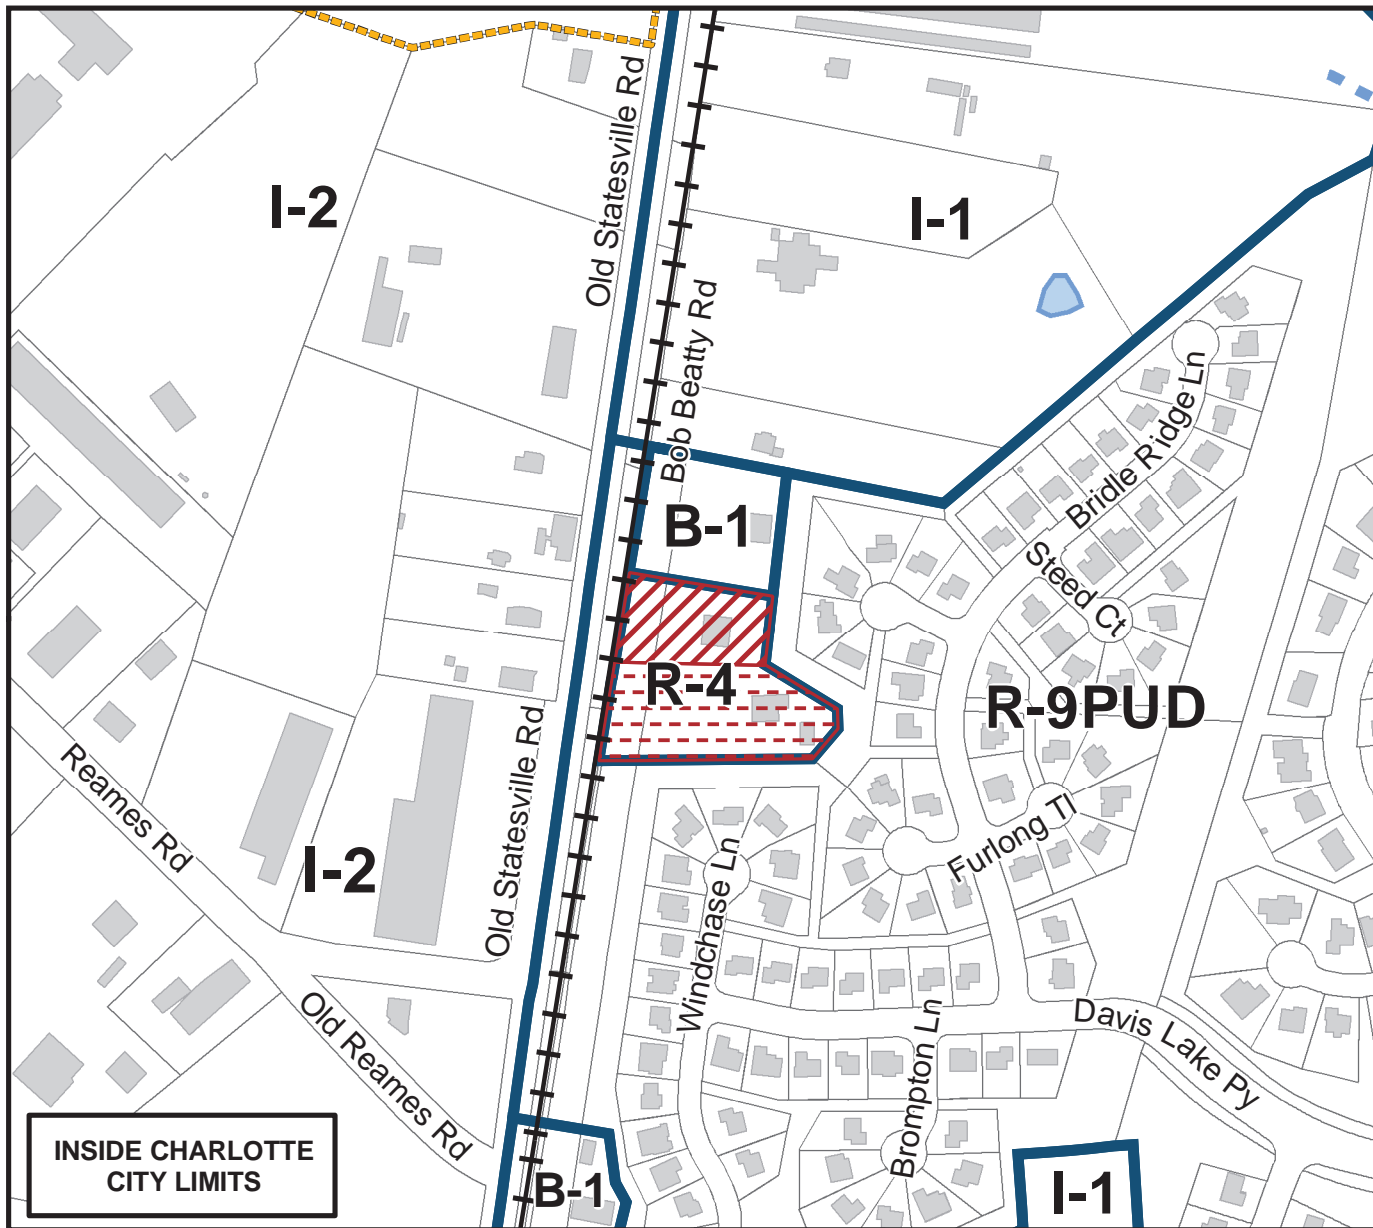 Old Statesville Rd
I-2
I-1
Bob Beatty Rd
Bridle Ridge Ln
B-1
Steed Ct
R-4
R-9PUD
Old Statesville Rd
Reames Rd
Furlong Tl
I-2
Windchase Ln
Old Reames Rd
Brompton Ln
Davis Lake Py
INSIDE CHARLOTTE
CITY LIMITS
B-1
I-1